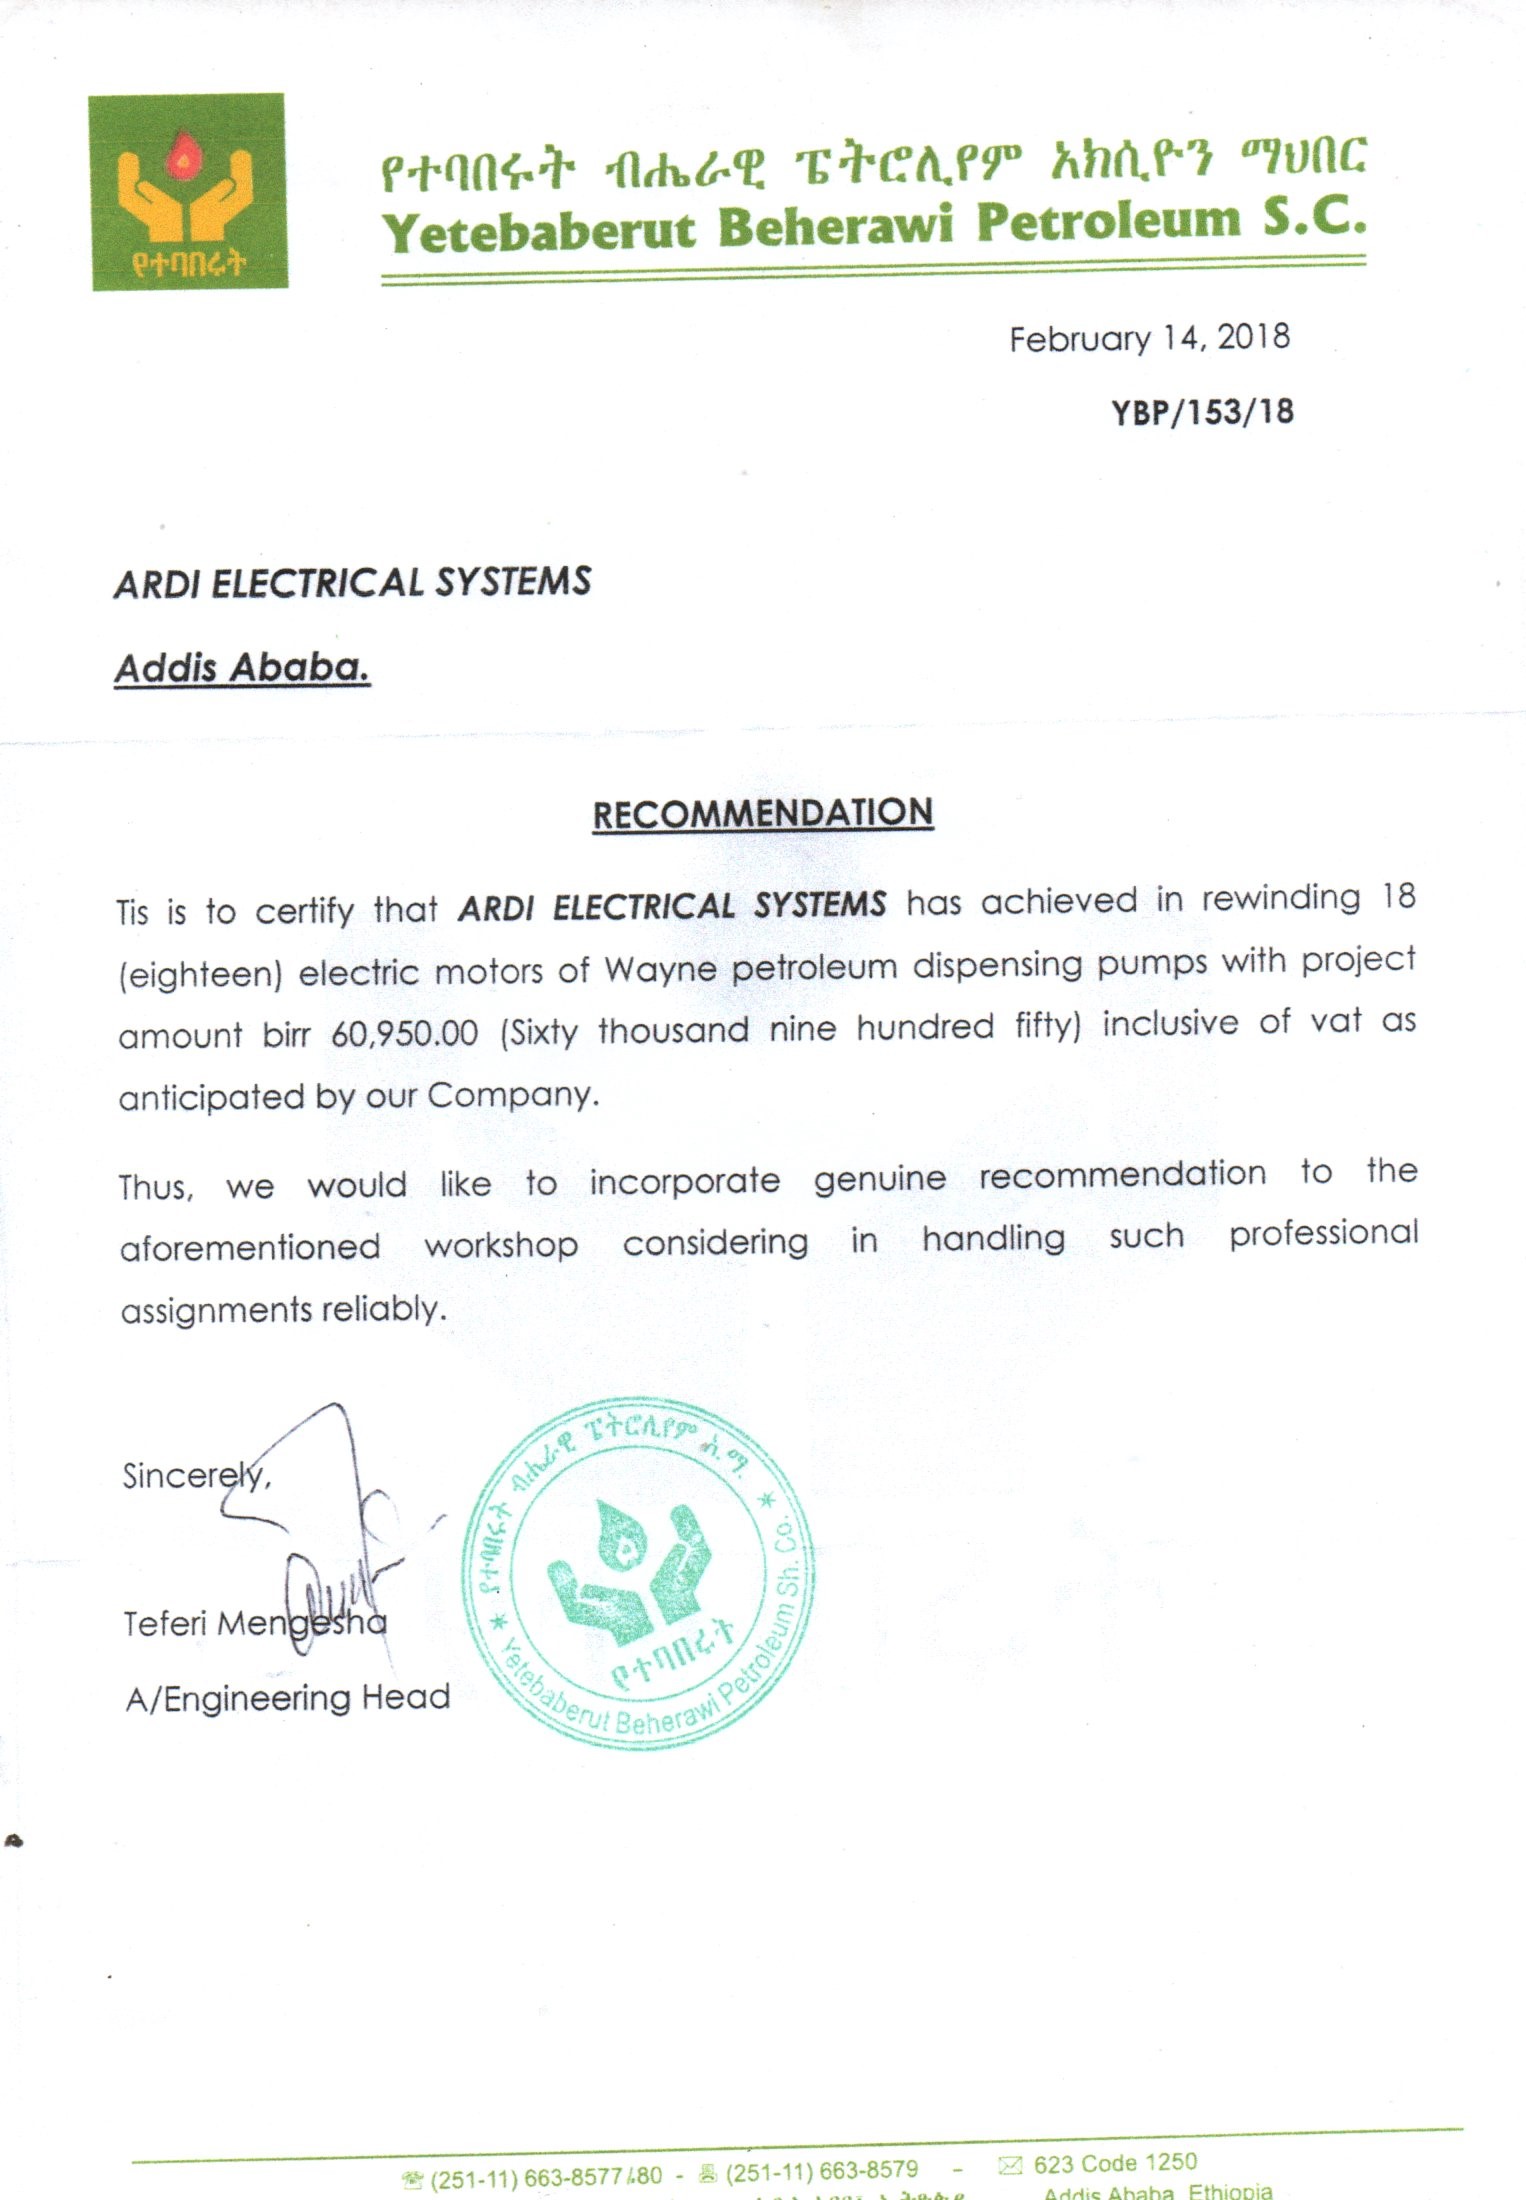 የተባበሩት ብሔራዊ ፔትሮሊየም አክሲዮን ማህበር
Yetebaberut Beherawi Petroleum S.C.
የተባበሩት
February 14, 2018
YBP/153/18
ARDI ELECTRICAL SYSTEMS
Addis Ababa.
RECOMMENDATION
Tis is to certify that ARDI ELECTRICAL SYSTEMS has achieved in rewinding 18
(eighteen) electric motors of Wayne petroleum dispensing pumps with project
amount birr 60,950.00 (Sixty thousand nine hundred fifty) inclusive of vat as
anticipated by our Company.
Thus, we would like to incorporate genuine recommendation to the
aforementioned workshop considering in handling such professional
assignments reliably.
Sincerely,
Teferi Mengesha
A/Engineering Head
የተባበሩት ብሔራዊ ፔትሮሊየም አ.ማ.
የተባበሩት
Yetebaberut Beherawi Petroleum Sh. Co.
(251-11) 663-8577/80 - (251-11) 663-8579 - 623 Code 1250
Addis Ababa, Ethiopia